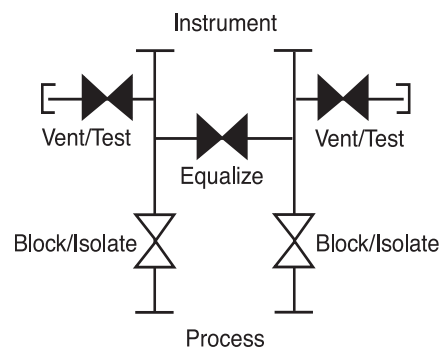 Instrument
Vent/Test
Vent/Test
Equalize
Block/Isolate
Block/Isolate
Process